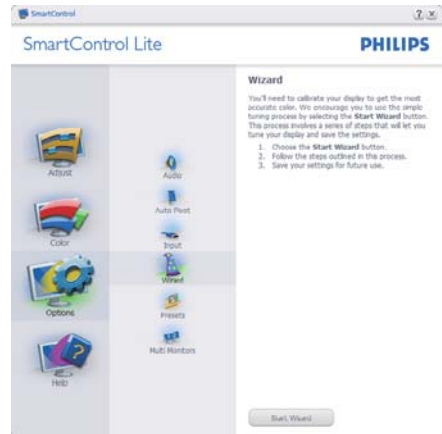 SmartControl
SmartControl Lite
PHILIPS
Adjust
Color
Options
Help
Audio
Auto Pivot
Input
Wizard
Presets
Multi Monitors
Wizard
You'll need to calibrate your display to get the most
accurate color. We encourage you to use the simple
tuning process by selecting the Start Wizard button.
This process involves a series of steps that will let you
tune your display and save the settings.
1. Choose the Start Wizard button.
2. Follow the steps outlined in this process.
3. Save your settings for future use.
Start Wizard